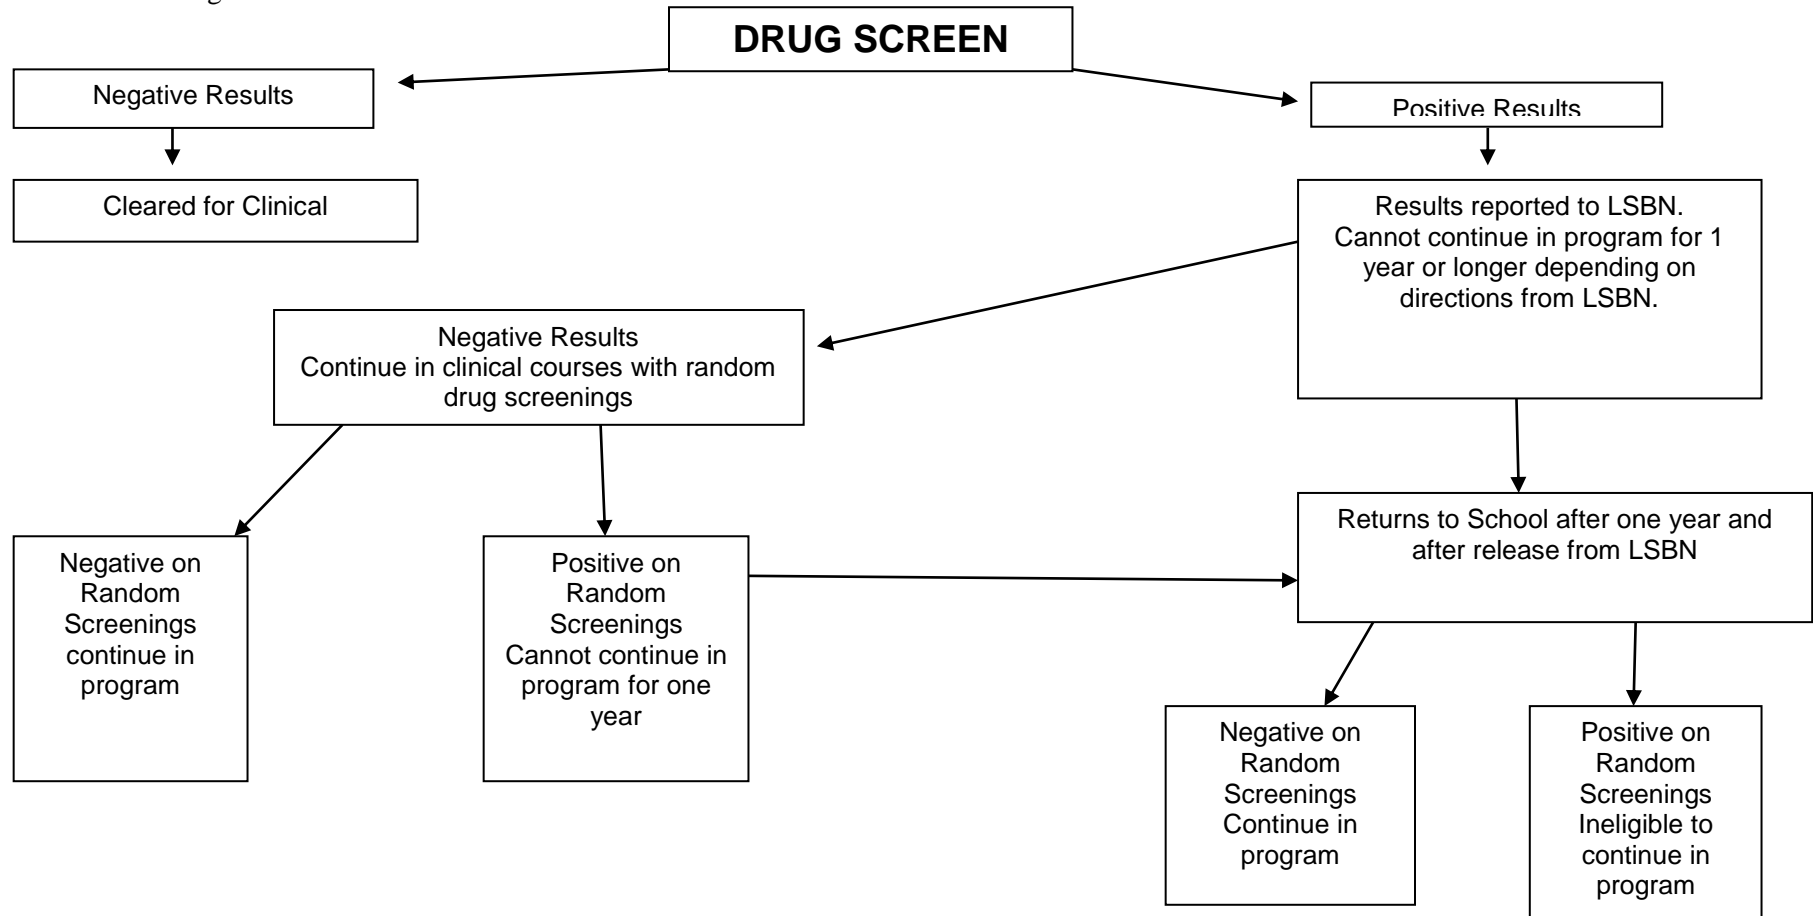 DRUG SCREEN
Negative Results
Positive Results
Cleared for Clinical
Results reported to LSBN.
Cannot continue in program for 1
year or longer depending on
directions from LSBN.
Negative Results
Continue in clinical courses with random
drug screenings
Returns to School after one year and
after release from LSBN
Negative on
Random
Screenings
continue in
program
Positive on
Random
Screenings
Cannot continue in
program for one
year
Negative on
Random
Screenings
Continue in
program
Positive on
Random
Screenings
Ineligible to
continue in
program